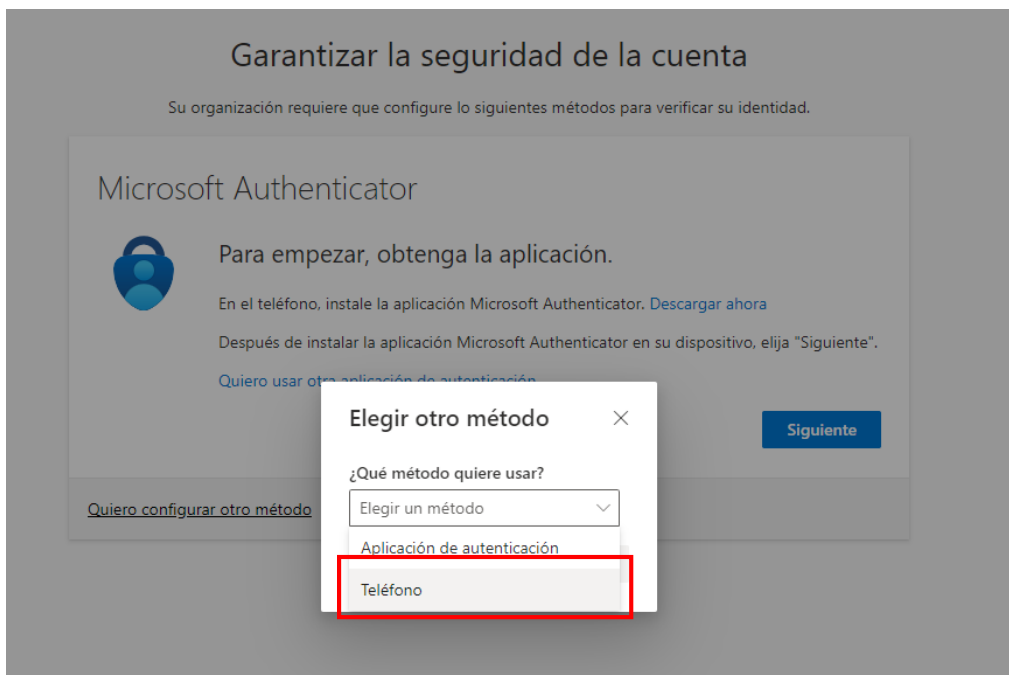 Garantizar la seguridad de la cuenta
Su organización requiere que configure lo siguientes métodos para verificar su identidad.
Microsoft Authenticator
Para empezar, obtenga la aplicación.
En el teléfono, instale la aplicación Microsoft Authenticator. Descargar ahora
Después de instalar la aplicación Microsoft Authenticator en su dispositivo, elija "Siguiente".
Quiero usar otra aplicación de autenticación
Elegir otro método
Siguiente
¿Qué método quiere usar?
Quiero configurar otro método
Elegir un método
Aplicación de autenticación
Teléfono